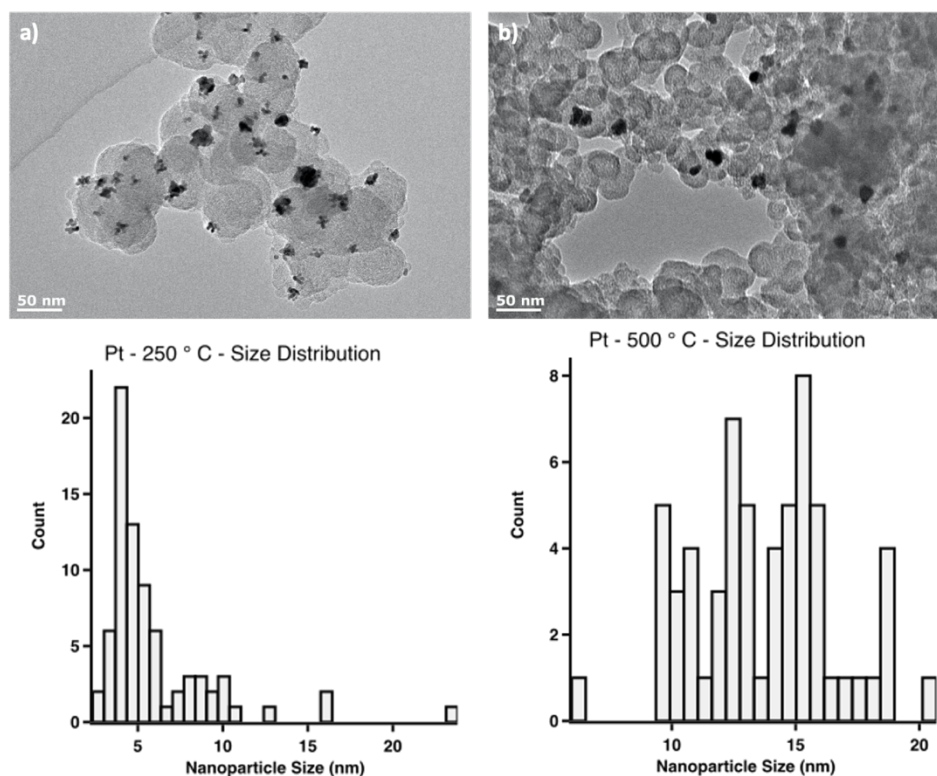 a)
b)
50 nm
50 nm
Pt - 250 ° C - Size Distribution
Pt - 500 ° C - Size Distribution
Count
20
15
10
5
0
5
10
15
20
Nanoparticle Size (nm)
Count
8
6
4
2
0
10
15
20
Nanoparticle Size (nm)